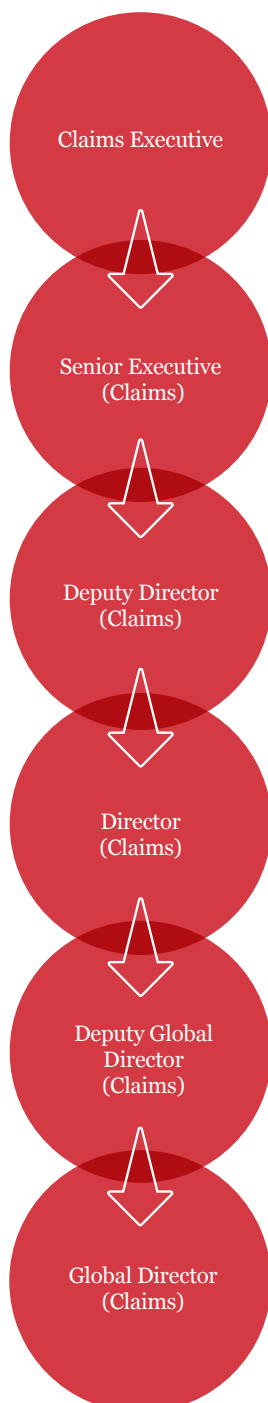 Claims Executive
Senior Executive
(Claims)
Deputy Director
(Claims)
Director
(Claims)
Deputy Global
Director
(Claims)
Global Director
(Claims)